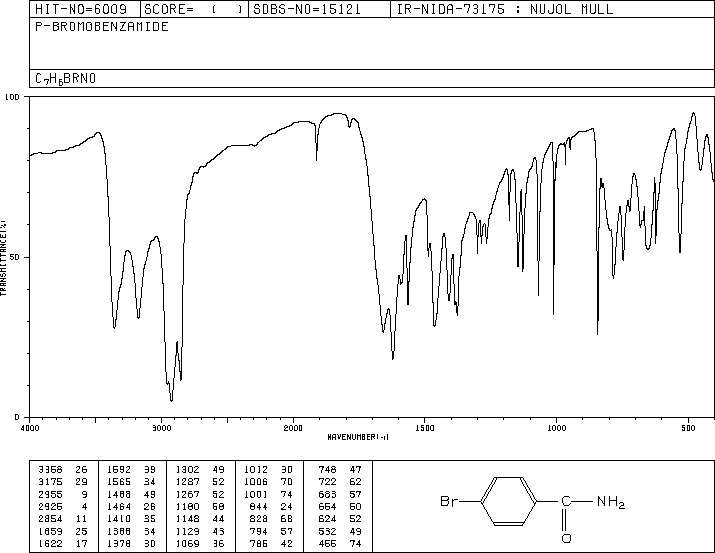 HIT-NO=6009 SCORE= ( ) SDBS-NO=15121 IR-NIDA-73175 : NUJOL MULL
P-BROMOBENZAMIDE
C7H6BRNO
100
50
0
TRANSMITTANCE(%)
4000 3000 2000 1500 1000 500
WAVENUMBER(-1)
3358 26 1592 39 1302 49 1012 30 748 47
3175 29 1565 34 1287 52 1006 70 722 62
2955 9 1488 49 1267 52 1001 74 683 57
2925 4 1464 26 1180 58 844 24 654 50
2854 11 1410 35 1148 44 828 68 624 52
1659 25 1388 34 1129 43 794 57 532 49
1622 17 1378 30 1069 36 786 42 455 74
Br
C
NH2
O